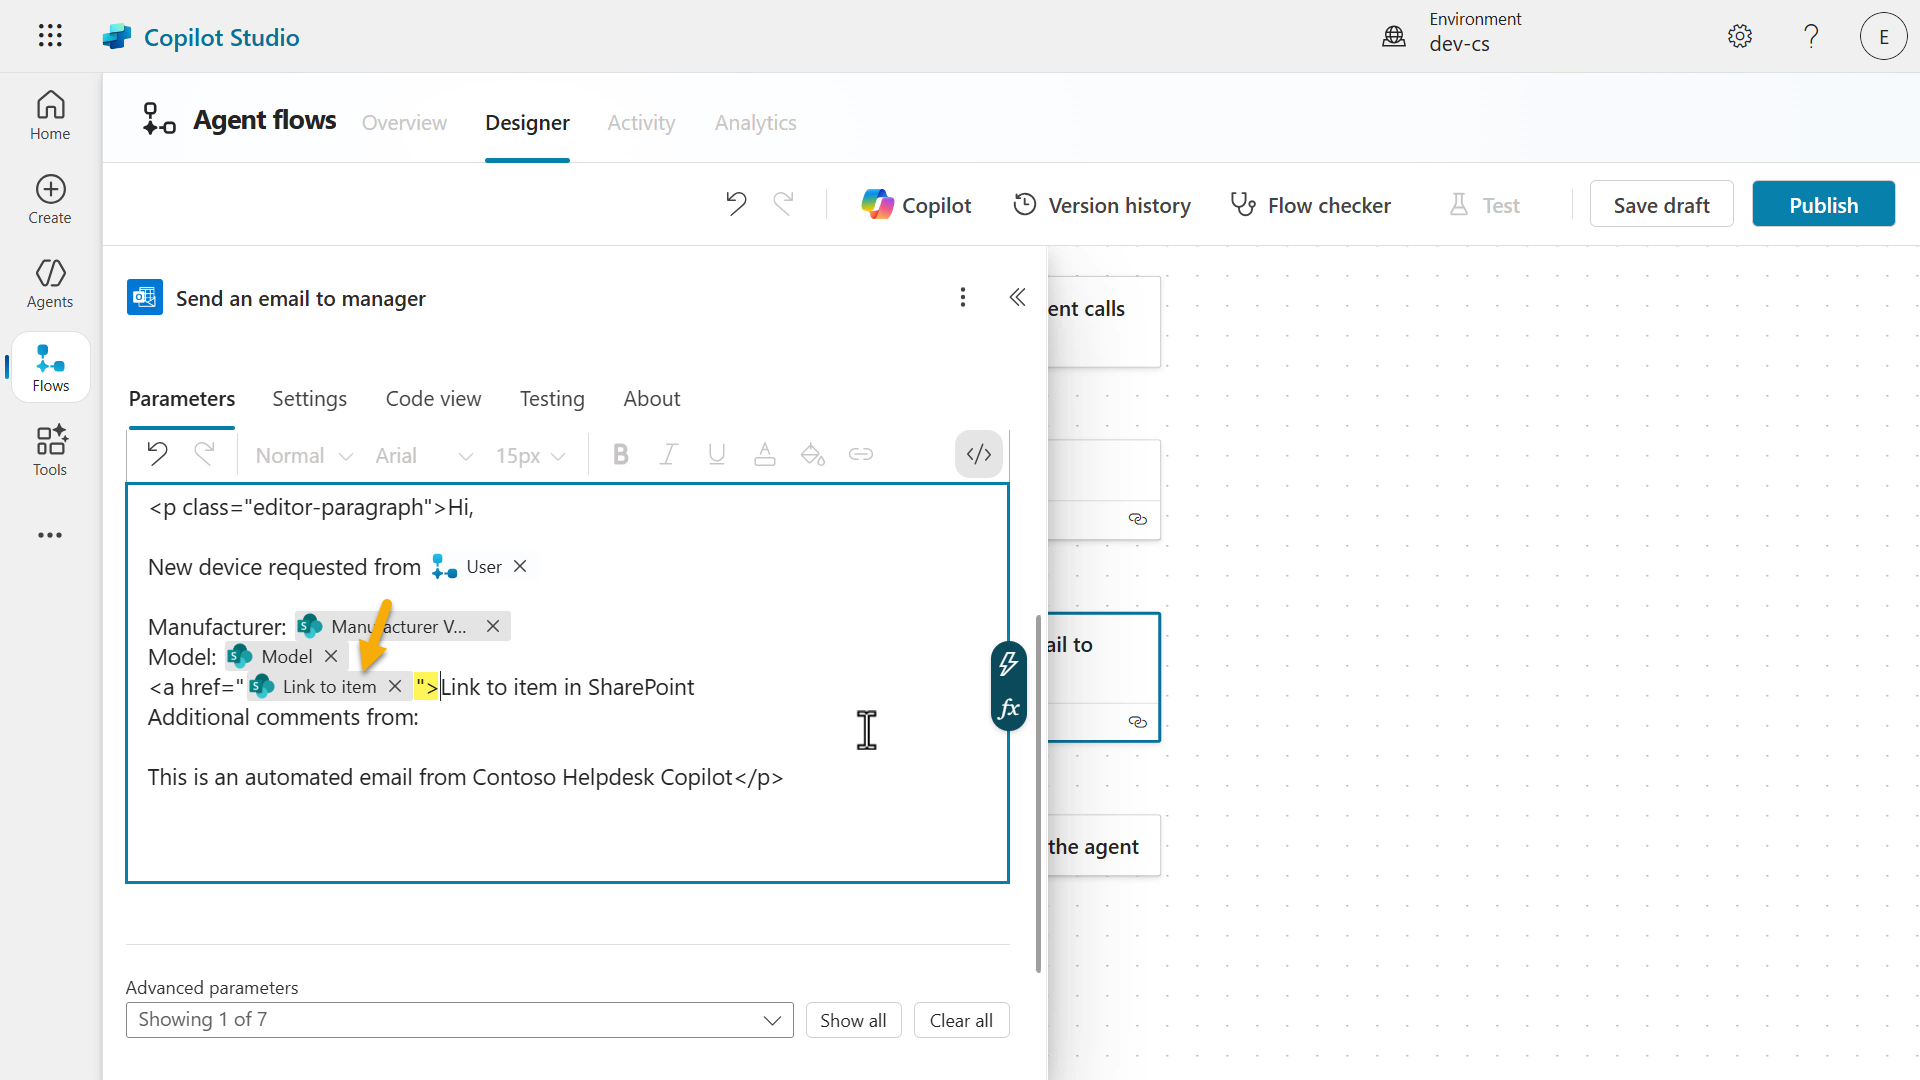 Copilot Studio
Environment
dev-cs
E
Home
Create
Agents
Flows
Tools
Agent flows
Overview
Designer
Activity
Analytics
Copilot
Version history
Flow checker
Test
Save draft
Publish
Send an email to manager
Parameters
Settings
Code view
Testing
About
Normal
Arial
15px
B
I
U
A
</>
<p class="editor-paragraph">Hi,
New device requested from User
Manufacturer: Manufacturer V...
Model: Model
<a href=" Link to item ">Link to item in SharePoint
Additional comments from:
This is an automated email from Contoso Helpdesk Copilot</p>
fx
Advanced parameters
Showing 1 of 7
Show all
Clear all
ent calls
ail to
the agent